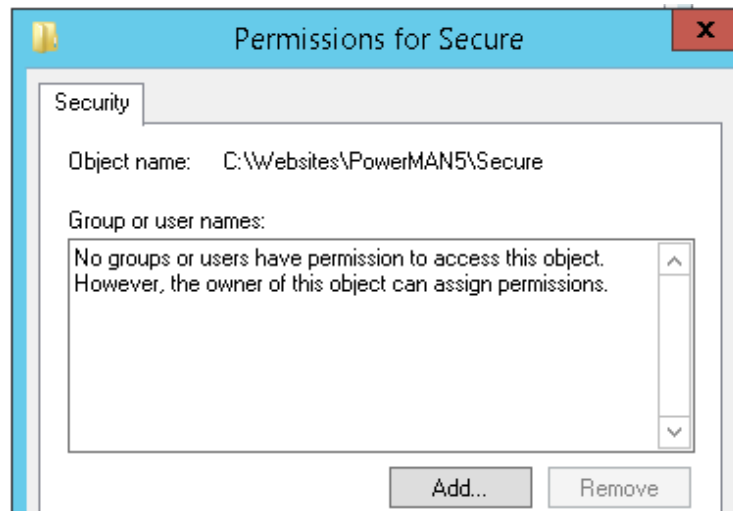 Permissions for Secure
x
Security
Object name: C:\Websites\PowerMAN5\Secure
Group or user names:
No groups or users have permission to access this object.
However, the owner of this object can assign permissions.
Add... Remove